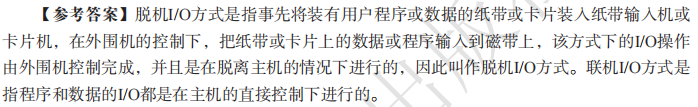 【参考答案】脱机I/O方式是指事先将装有用户程序或数据的纸带或卡片装入纸带输入机或
卡片机，在外围机的控制下，把纸带或卡片上的数据或程序输入到磁带上，该方式下的I/O操作
由外围机控制完成，并且是在脱离主机的情况下进行的，因此叫作脱机I/O方式。联机I/O方式是
指程序和数据的I/O都是在主机的直接控制下进行的。